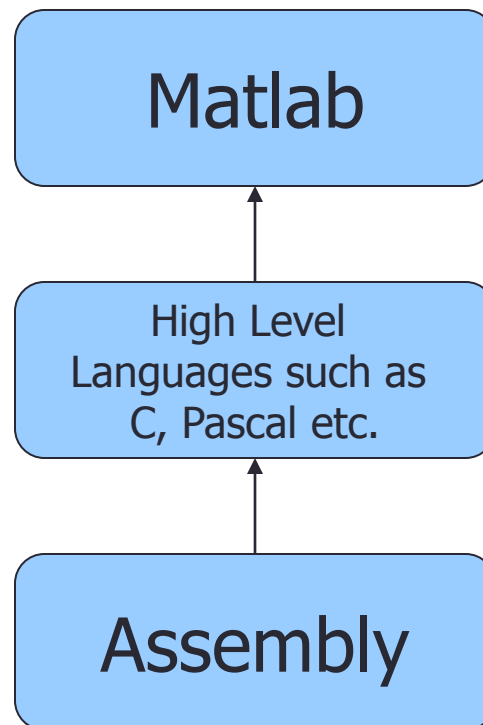 Matlab
High Level
Languages such as
C, Pascal etc.
Assembly